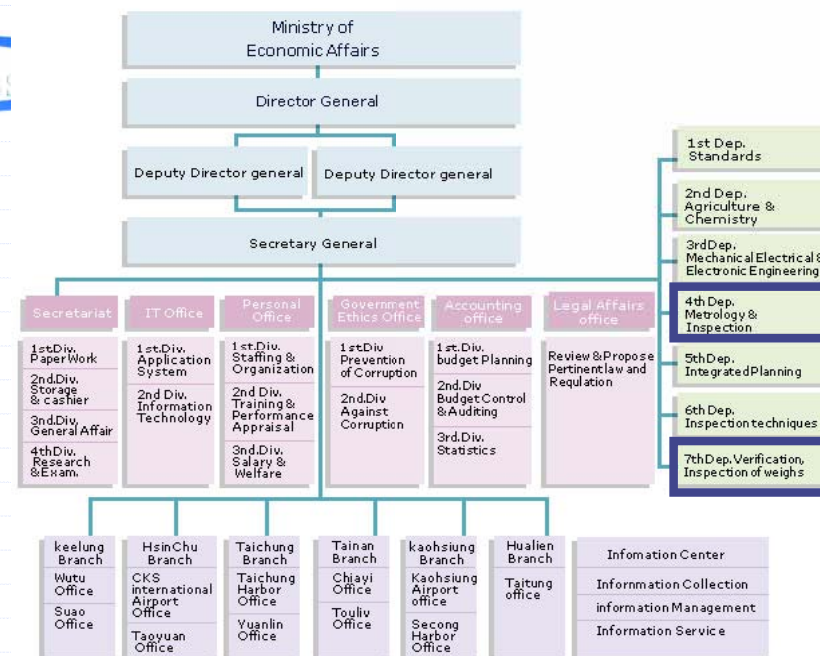 Ministry of
Economic Affairs
Director General
Deputy Director general
Deputy Director general
Secretary General
1st Dep.
Standards
2nd Dep.
Agriculture &
Chemistry
3rdDep.
Mechanical Electrical &
Electronic Engineering
4th Dep.
Metrology &
Inspection
5thDep.
Integrated Planning
6th Dep.
Inspection techniques
7thDep. Verification,
Inspection of weighs
Secretariat
1st.Div.
PaperWork
2nd.Div.
Storage
& cashier
3nd.Div.
General Affair
4thDiv.
Research
&Exam.
IT Office
1st.Div.
Application
System
2nd Div.
Information
Technology
Personal
Office
1st.Div.
Staffing &
Organization
2nd Div.
Training &
Performance
Appraisal
3nd.Div.
Salary &
Welfare
Government
Ethics Office
1st.Div
Prevention
of Corruption
2nd.Div
Against
Corruption
Accounting
office
1st.Div.
budget Planning
2nd.Div
Budget Control
& Auditing
3rd.Div.
Statistics
Legal Affairs
office
Review & Propose
Pertinent law and
Requlation
keelung
Branch
Wutu
Office
Suao
Office
HsinChu
Branch
CKS
international
Airport
Office
Taoyuan
Office
Taichung
Branch
Taichung
Harbor
Office
Yuanlin
Office
Tainan
Branch
Chiayi
Office
Touliv
Office
kaohsiung
Branch
Kaohsiung
Airport
office
Secong
Harbor
Office
Hualien
Branch
Taitung
office
Infomation Center
Infornmation Collection
information Management
Information Service